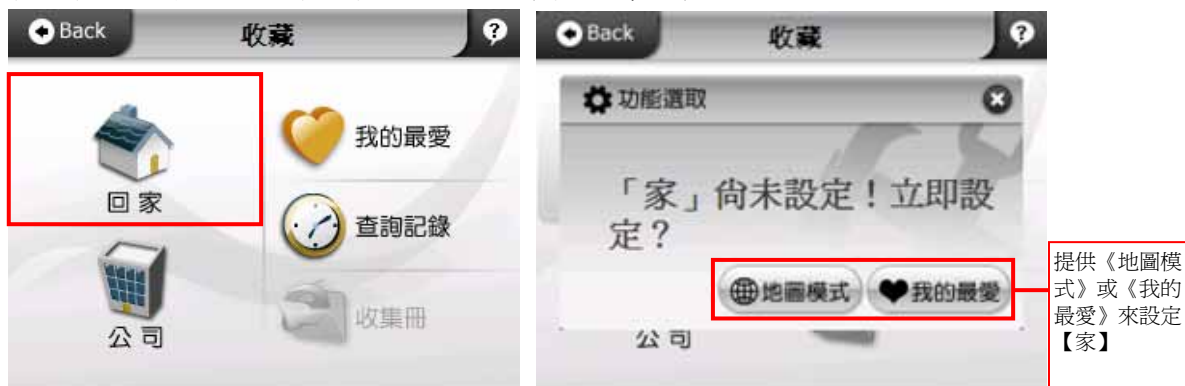 Back
收藏
?
回家
我的最愛
查詢記錄
公司
收集冊
Back
收藏
?
功能選取
「家」尚未設定！立即設
定？
地圖模式
我的最愛
公司
提供《地圖模
式》或《我的
最愛》來設定
【家】